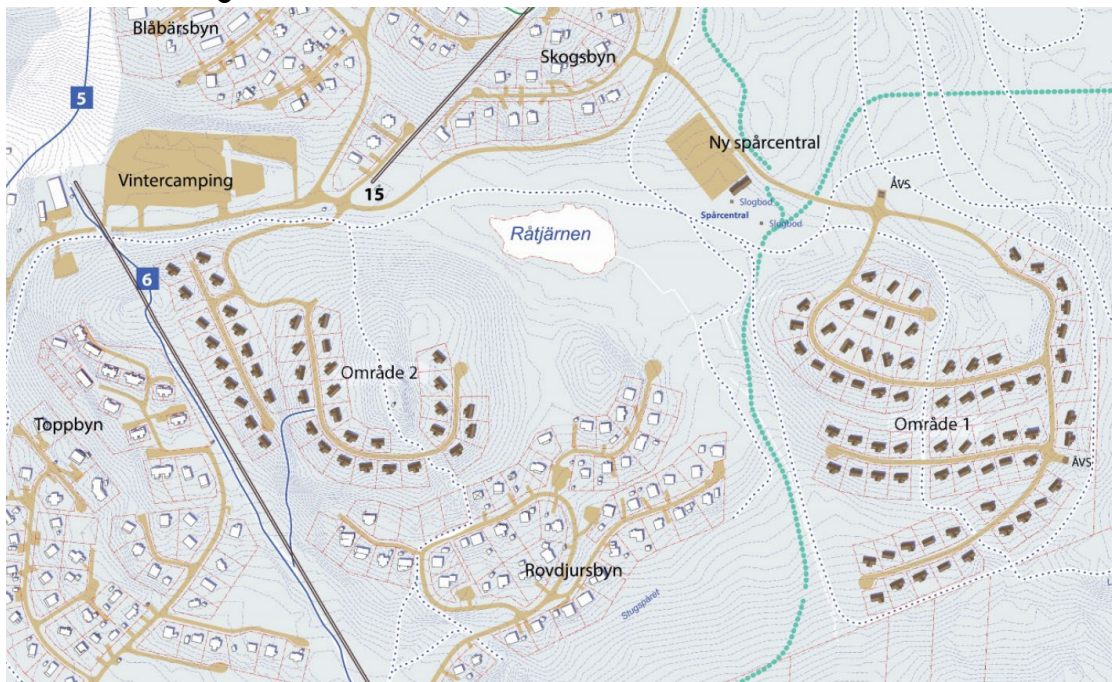 Blåbärsbyn
Skogsbyn
5
Ny spårcentral
Vintercamping
15
ÅVS
Slogbod
Spårcentral
Slogbod
Råtjärnen
6
Område 2
Toppbyn
Område 1
ÅVS
Rovdjursbyn
Stugspåret